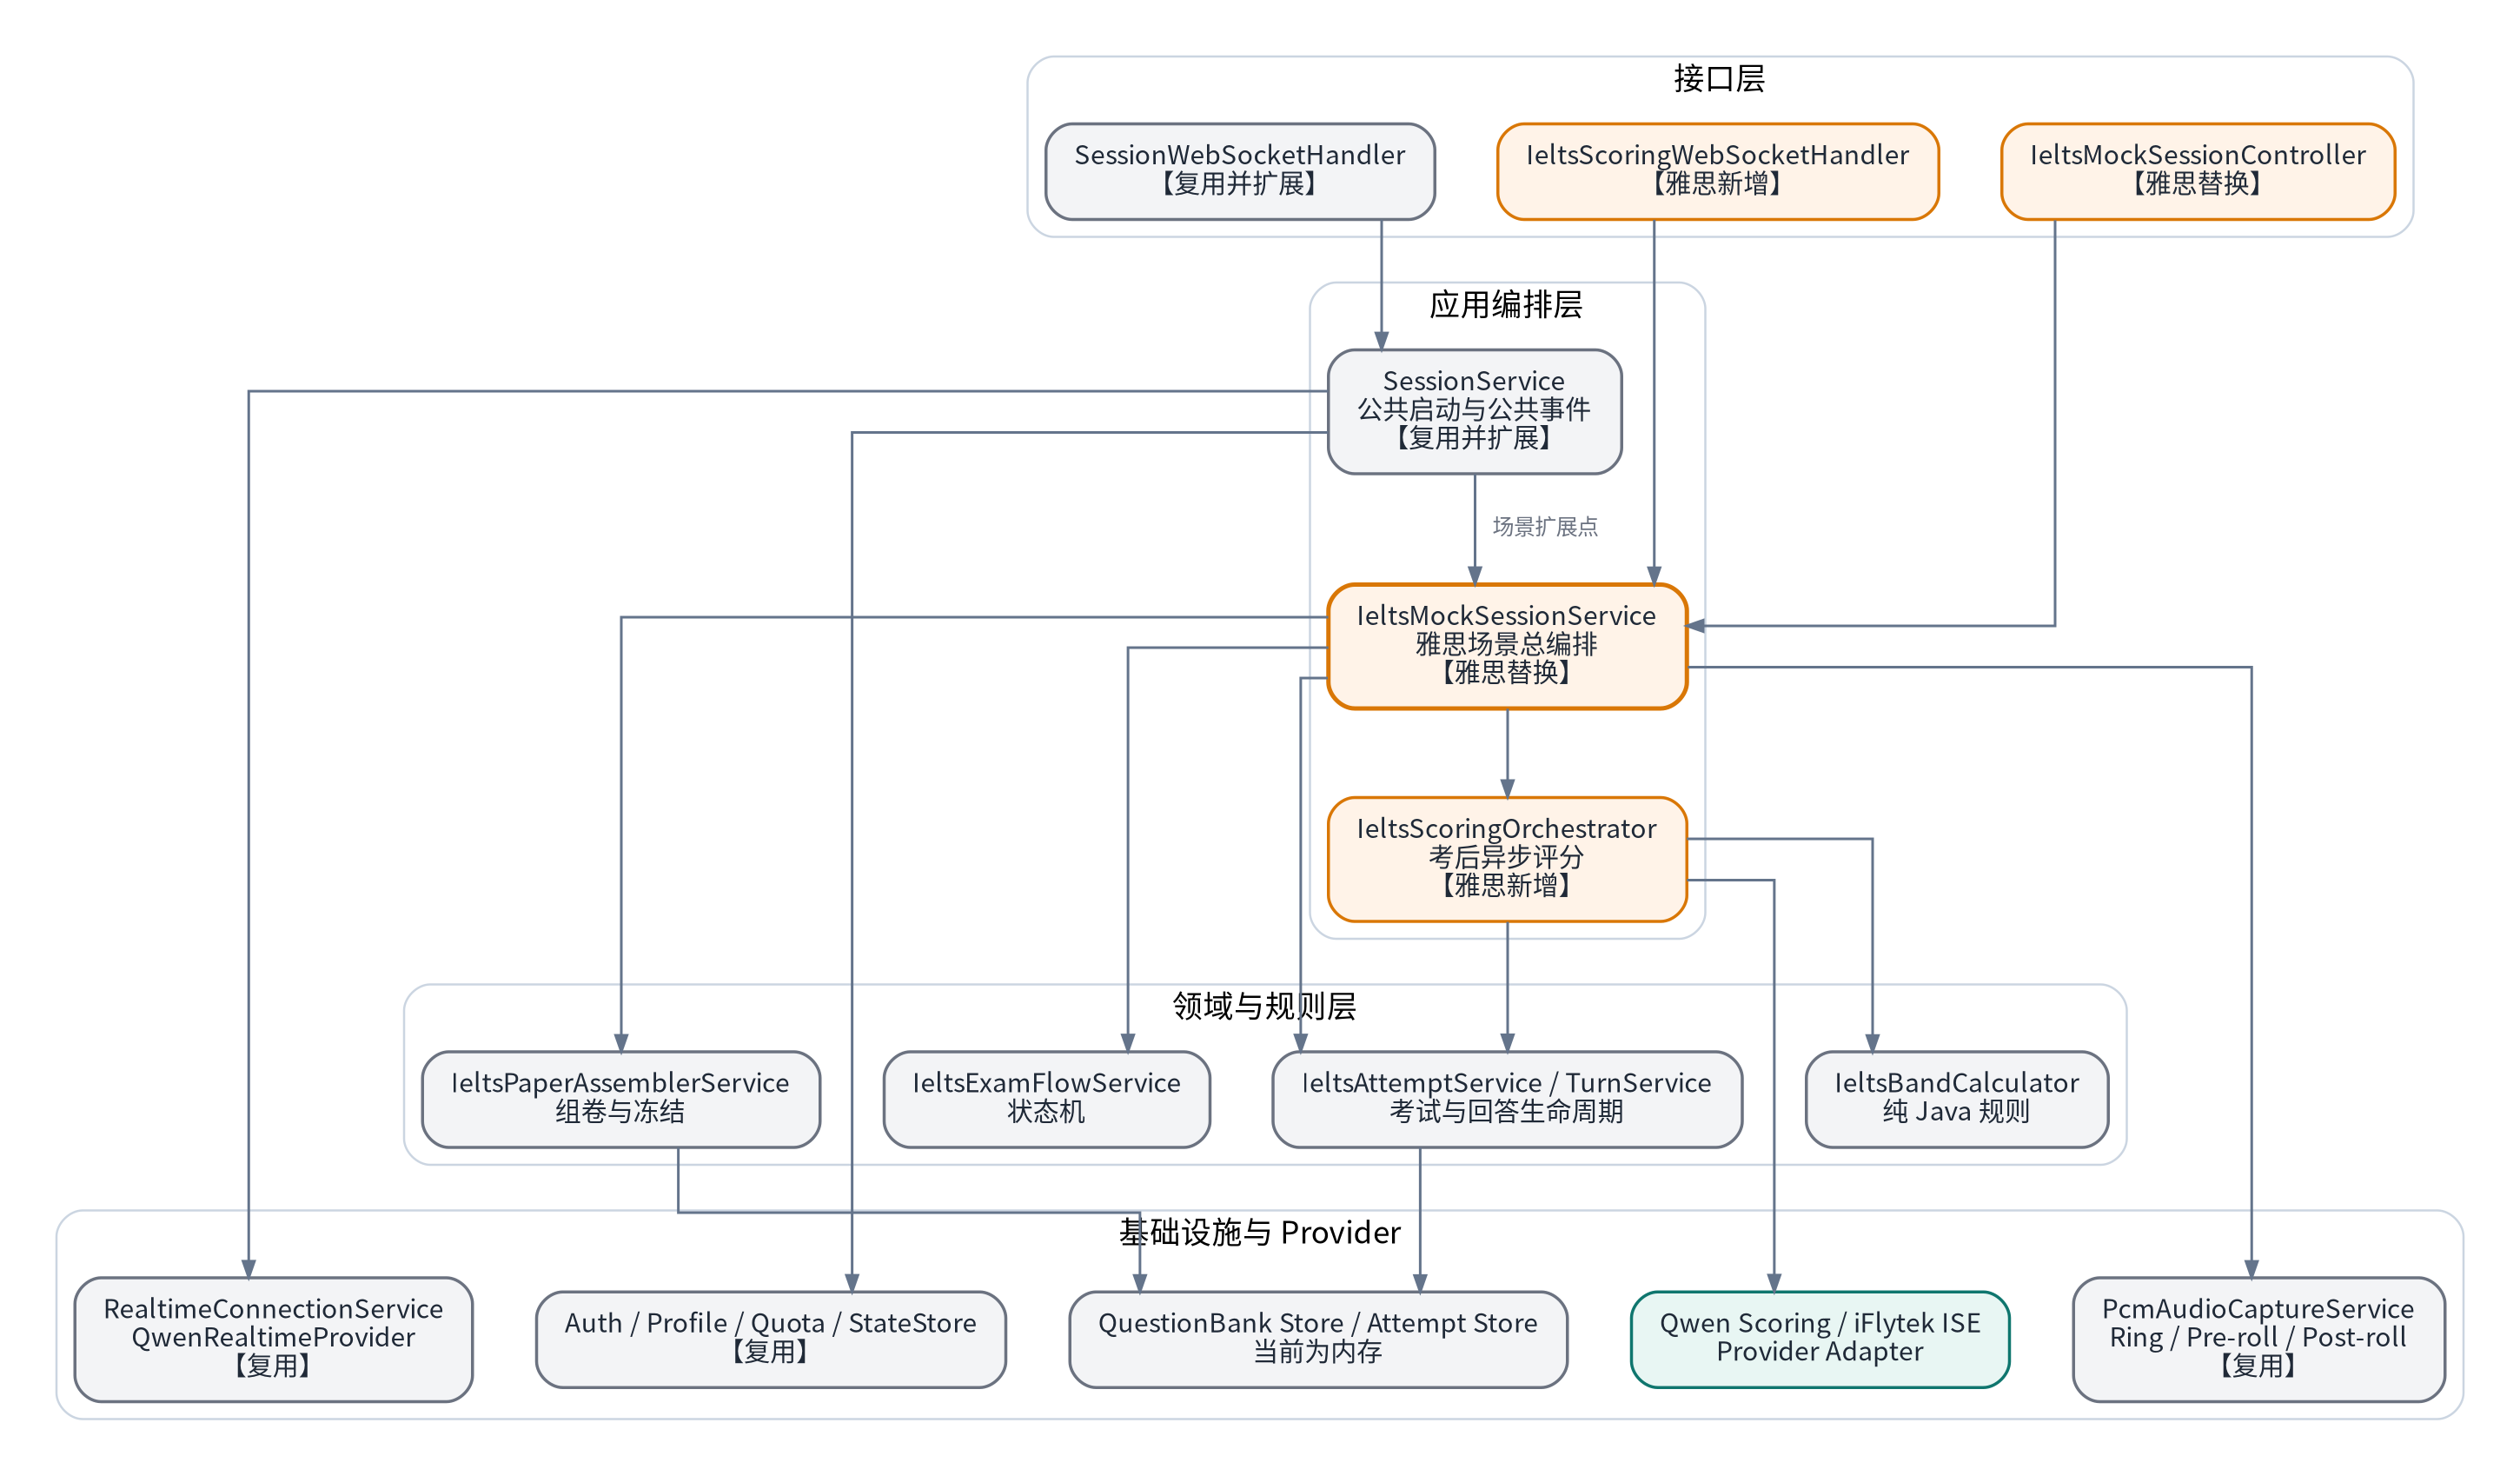 接口层
SessionWebSocketHandler
【复用并扩展】
IeltsScoringWebSocketHandler
【雅思新增】
IeltsMockSessionController
【雅思替换】
应用编排层
SessionService
公共启动与公共事件
【复用并扩展】
场景扩展点
IeltsMockSessionService
雅思场景总编排
【雅思替换】
IeltsScoringOrchestrator
考后异步评分
【雅思新增】
领域与规则层
IeltsPaperAssemblerService
组卷与冻结
IeltsExamFlowService
状态机
IeltsAttemptService / TurnService
考试与回答生命周期
IeltsBandCalculator
纯 Java 规则
基础设施与 Provider
RealtimeConnectionService
QwenRealtimeProvider
【复用】
Auth / Profile / Quota / StateStore
【复用】
QuestionBank Store / Attempt Store
当前为内存
Qwen Scoring / iFlytek ISE
Provider Adapter
PcmAudioCaptureService
Ring / Pre-roll / Post-roll
【复用】